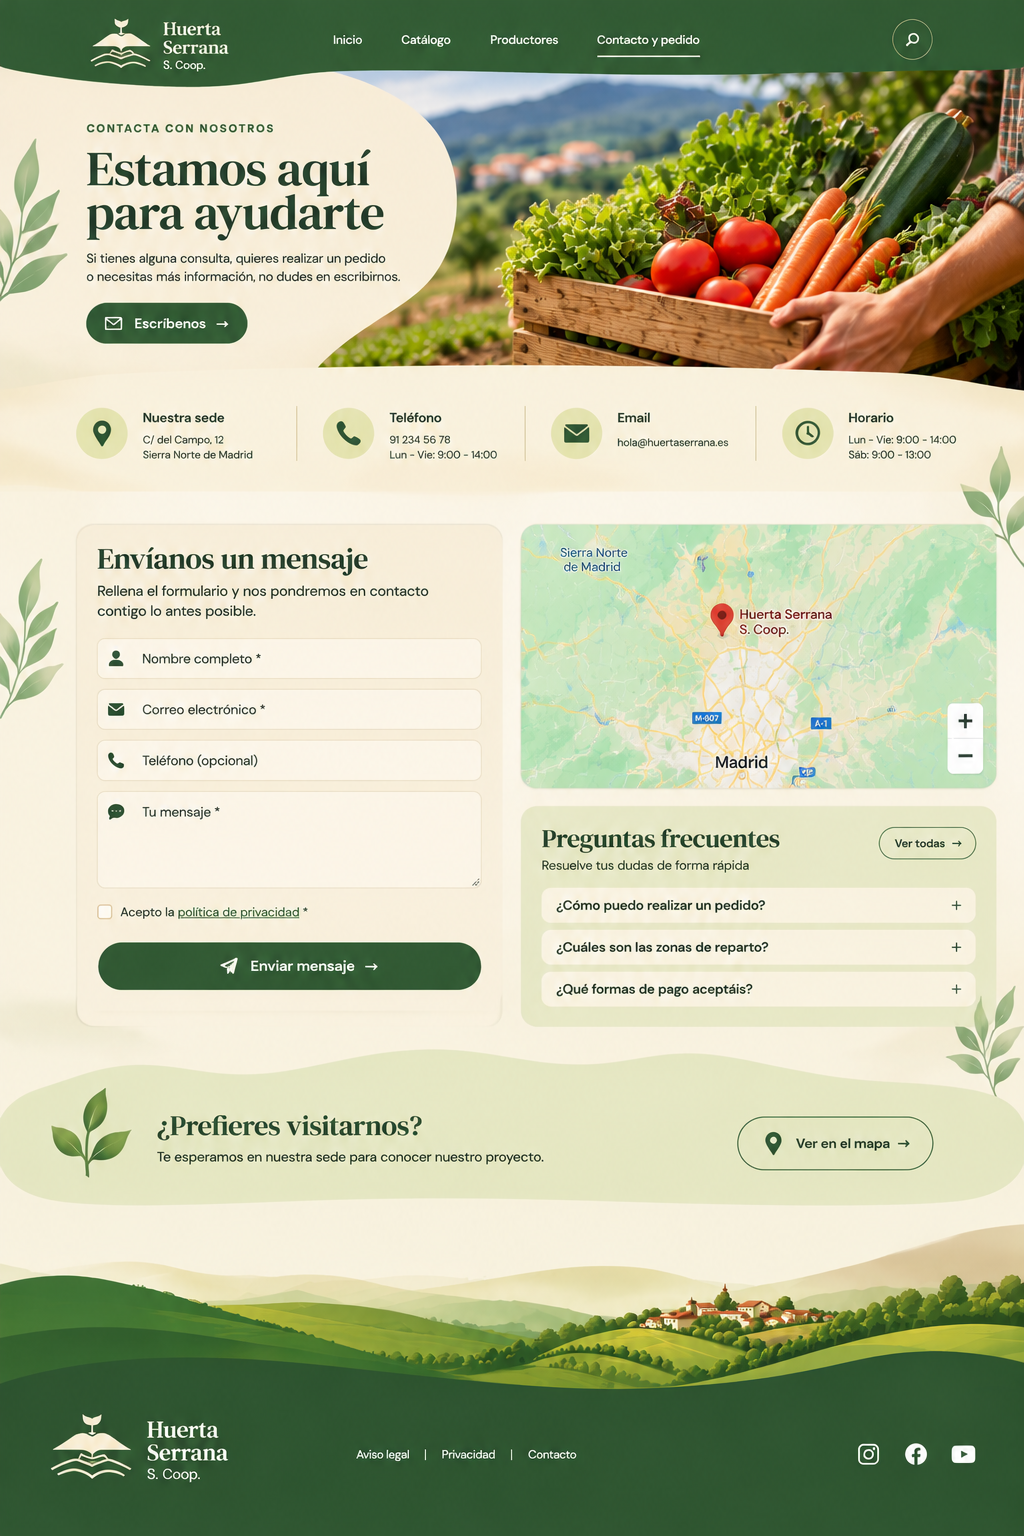 Huerta
Serrana
S. Coop.
Inicio
Catálogo
Productores
Contacto y pedido
CONTACTA CON NOSOTROS
Estamos aquí
para ayudarte
Si tienes alguna consulta, quieres realizar un pedido
o necesitas más información, no dudes en escribirnos.
Escríbenos →
Nuestra sede
C/ del Campo, 12
Sierra Norte de Madrid
Teléfono
91 234 56 78
Lun - Vie: 9:00 - 14:00
Email
hola@huertaserrana.es
Horario
Lun - Vie: 9:00 - 14:00
Sáb: 9:00 - 13:00
Envíanos un mensaje
Rellena el formulario y nos pondremos en contacto
contigo lo antes posible.
Nombre completo *
Correo electrónico *
Teléfono (opcional)
Tu mensaje *
Acepto la política de privacidad *
Enviar mensaje →
Sierra Norte
de Madrid
Huerta Serrana
S. Coop.
M-607
A-1
Madrid
+
−
Preguntas frecuentes
Resuelve tus dudas de forma rápida
Ver todas →
¿Cómo puedo realizar un pedido? +
¿Cuáles son las zonas de reparto? +
¿Qué formas de pago aceptáis? +
¿Prefieres visitarnos?
Te esperamos en nuestra sede para conocer nuestro proyecto.
Ver en el mapa →
Huerta
Serrana
S. Coop.
Aviso legal | Privacidad | Contacto